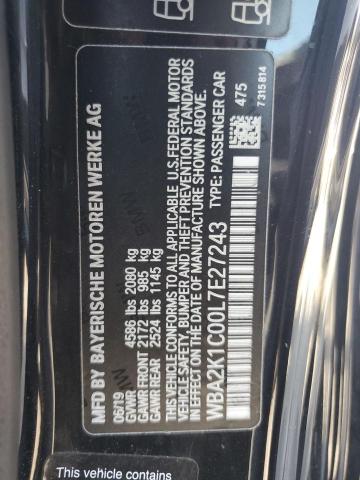 MFD BY BAYERISCHE MOTOREN WERKE AG
06/19
GVWR 4586 lbs 2080 kg
GAWR FRONT 2172 lbs 985 kg
GAWR REAR 2524 lbs 1145 kg
THIS VEHICLE CONFORMS TO ALL APPLICABLE U.S.FEDERAL MOTOR
VEHICLE SAFETY, BUMPER AND THEFT PREVENTION STANDARDS
IN EFFECT ON THE DATE OF MANUFACTURE SHOWN ABOVE.
WBA2K1C00L7E27243 TYPE: PASSENGER CAR
475
7315814
This vehicle contains